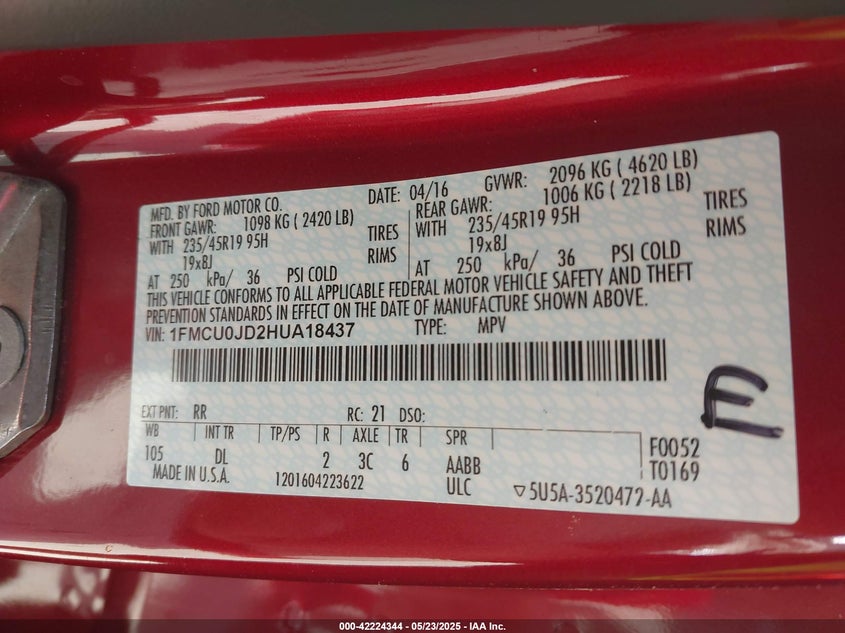 MFD. BY FORD MOTOR CO. DATE: 04/16 GVWR: 2096 KG ( 4620 LB)
FRONT GAWR: 1098 KG ( 2420 LB) REAR GAWR: 1006 KG ( 2218 LB)
WITH 235/45R19 95H TIRES WITH 235/45R19 95H TIRES
19x8J RIMS 19x8J RIMS
AT 250 kPa/ 36 PSI COLD AT 250 kPa/ 36 PSI COLD
THIS VEHICLE CONFORMS TO ALL APPLICABLE FEDERAL MOTOR VEHICLE SAFETY AND THEFT
PREVENTION STANDARDS IN EFFECT ON THE DATE OF MANUFACTURE SHOWN ABOVE.
VIN: 1FMCU0JD2HUA18437 TYPE: MPV
E
EXT PNT: RR RC: 21 DSO:
WB INT TR TP/PS R AXLE TR SPR F0052
105 DL 2 3C 6 AABB T0169
MADE IN U.S.A. 1201604223622 ULC ▽5U5A-3520472-AA
000-42224344 - 05/23/2025 - IAA Inc.